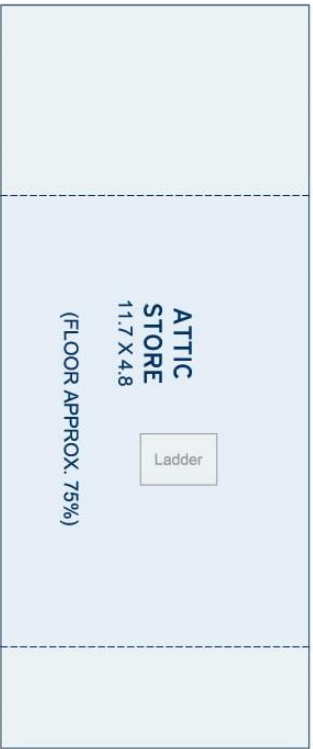 ATTIC
STORE
11.7 X 4.8
(FLOOR APPROX. 75%)
Ladder